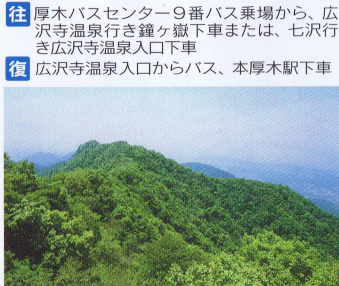 往 厚木バスセンター9番バス乗場から、広
沢寺温泉行き鐘ヶ嶽下車または、七沢行
き広沢寺温泉入口下車
復 広沢寺温泉入口からバス、本厚木駅下車